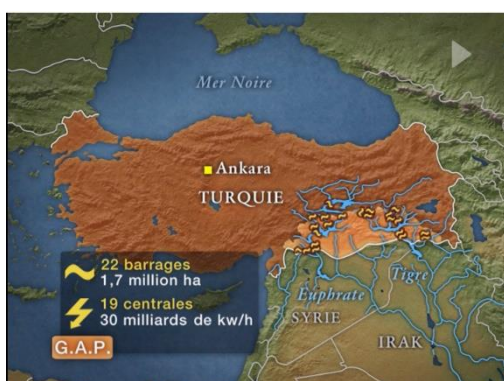 Mer Noire
Ankara
TURQUIE
Tigre
Euphrate
SYRIE
IRAK
22 barrages
1,7 million ha
19 centrales
30 milliards de kw/h
G.A.P.